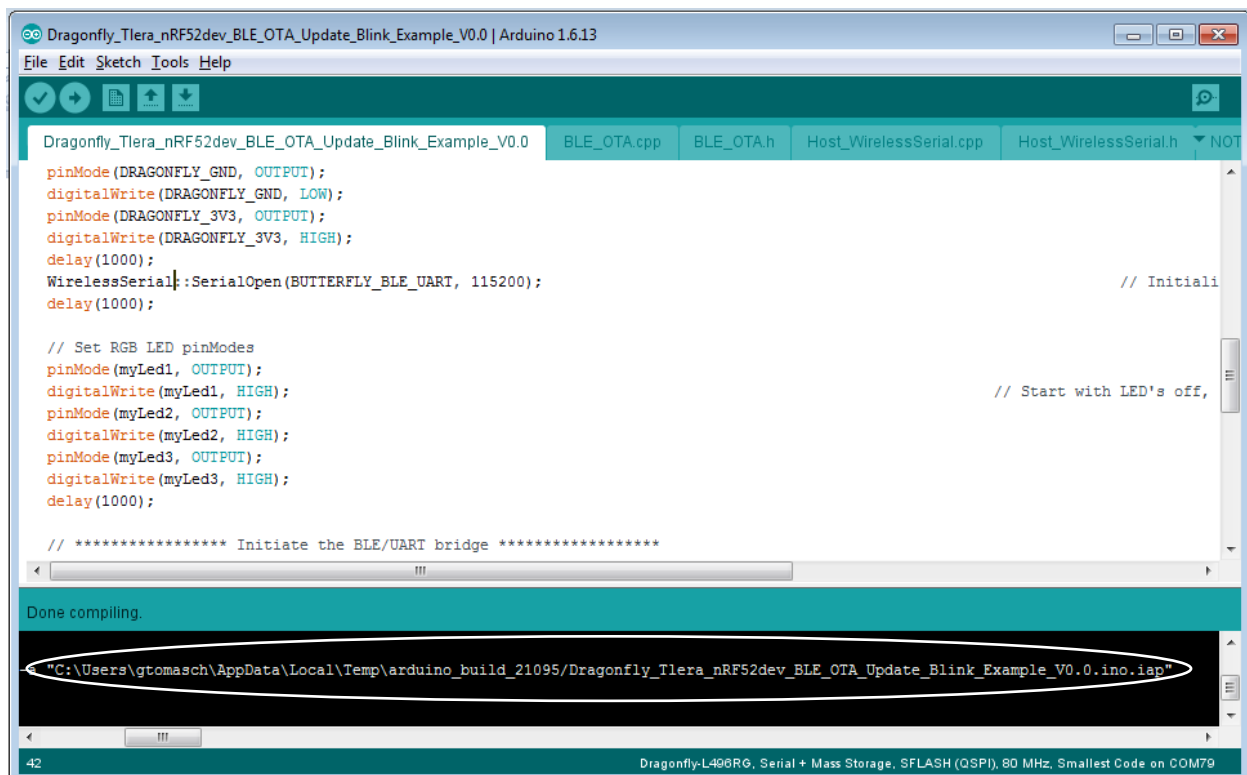 Dragonfly_Tlera_nRF52dev_BLE_OTA_Update_Blink_Example_V0.0 | Arduino 1.6.13
File Edit Sketch Tools Help
Dragonfly_Tlera_nRF52dev_BLE_OTA_Update_Blink_Example_V0.0 BLE_OTA.cpp BLE_OTA.h Host_WirelessSerial.cpp Host_WirelessSerial.h NOT
pinMode(DRAGONFLY_GND, OUTPUT);
digitalWrite(DRAGONFLY_GND, LOW);
pinMode(DRAGONFLY_3V3, OUTPUT);
digitalWrite(DRAGONFLY_3V3, HIGH);
delay(1000);
WirelessSerial::SerialOpen(BUTTERFLY_BLE_UART, 115200); // Initiali
delay(1000);
// Set RGB LED pinModes
pinMode(myLed1, OUTPUT);
digitalWrite(myLed1, HIGH); // Start with LED's off,
pinMode(myLed2, OUTPUT);
digitalWrite(myLed2, HIGH);
pinMode(myLed3, OUTPUT);
digitalWrite(myLed3, HIGH);
delay(1000);
// ***************** Initiate the BLE/UART bridge ******************
Done compiling.
-a "C:\Users\gtomasch\AppData\Local\Temp\arduino_build_21095/Dragonfly_Tlera_nRF52dev_BLE_OTA_Update_Blink_Example_V0.0.ino.iap"
42 Dragonfly-L496RG, Serial + Mass Storage, SFLASH (QSPI), 80 MHz, Smallest Code on COM79